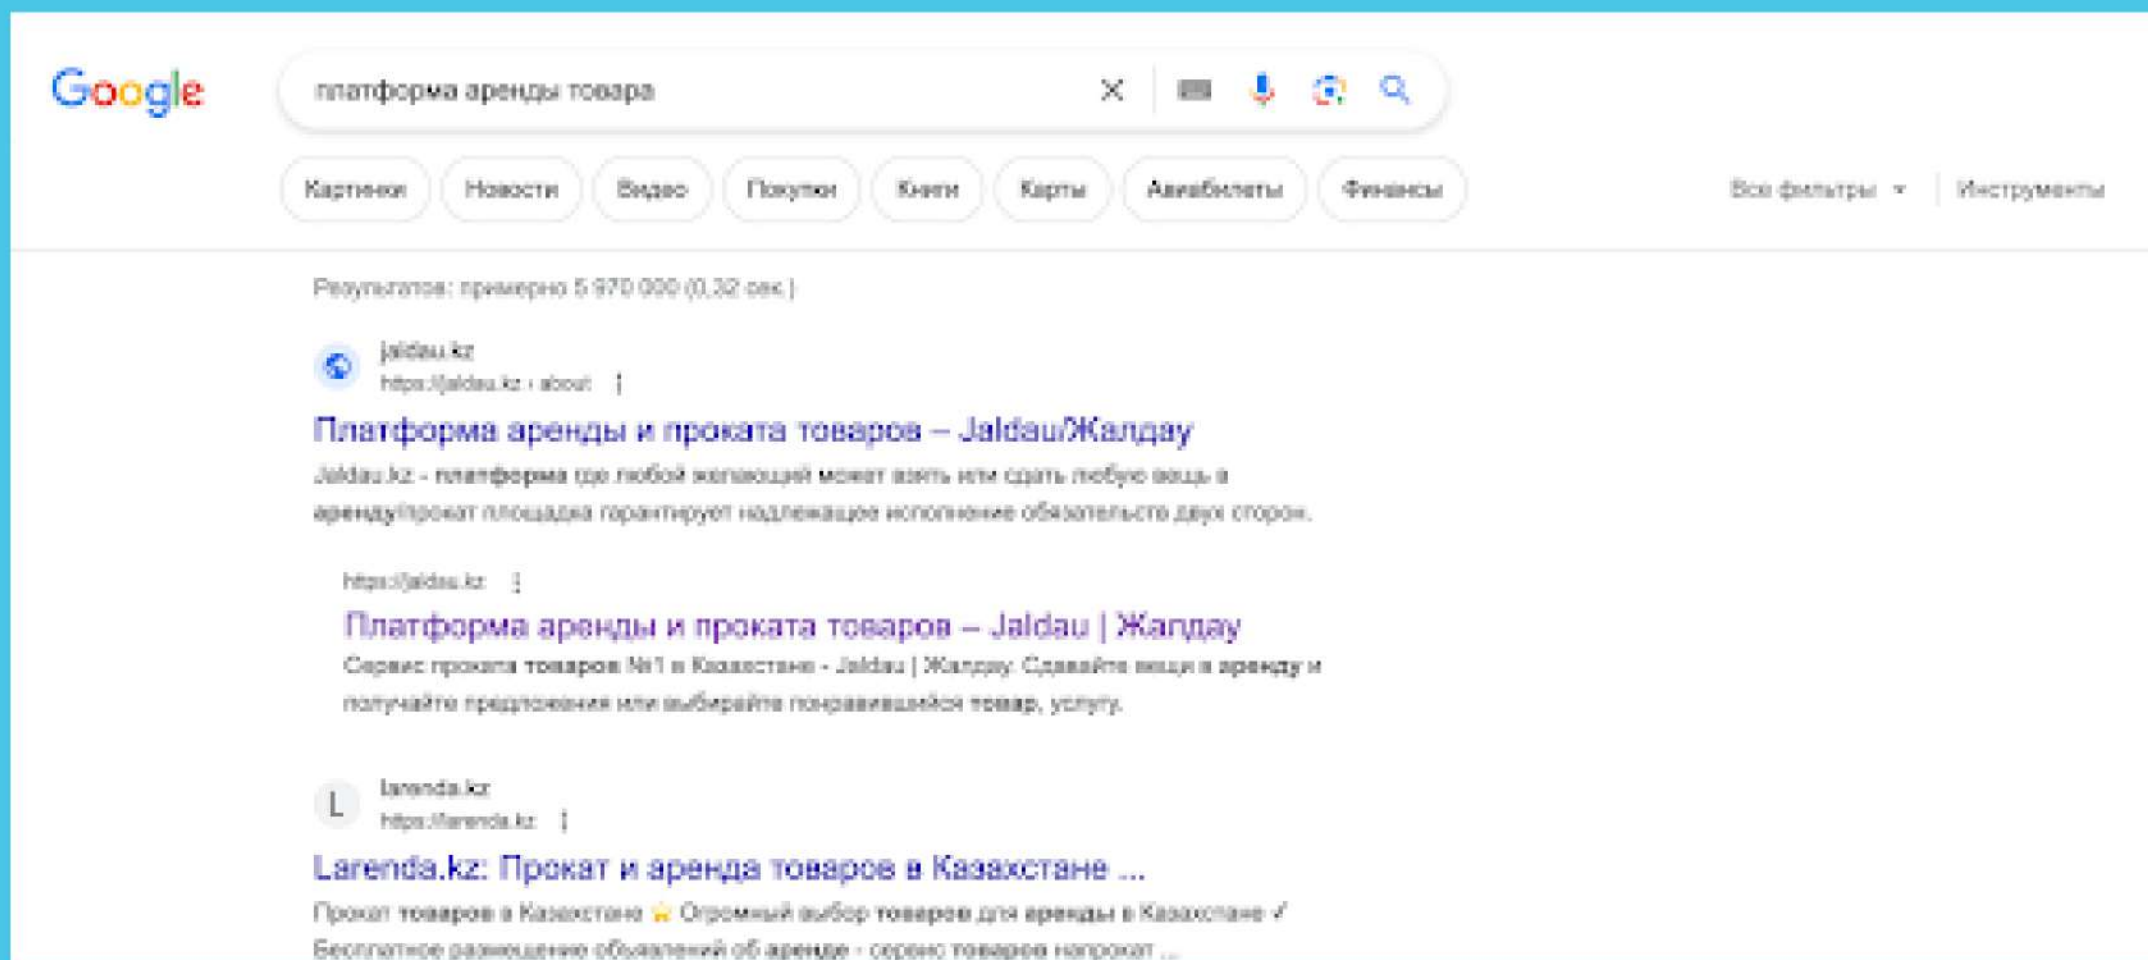 Google
платформа аренды товара
Картинки Новости Видео Покупки Книги Карты Авиабилеты Финансы Все фильтры Инструменты
Результатов: примерно 5 970 000 (0,32 сек.)
jaldau.kz
https://jaldau.kz › about
Платформа аренды и проката товаров – Jaldau/Жалдау
Jaldau.kz - платформа где любой желающий может взять или сдать любую вещь в
аренду/прокат площадка гарантирует надлежащее исполнение обязательств двух сторон.
https://jaldau.kz
Платформа аренды и проката товаров – Jaldau | Жалдау
Сервис проката товаров №1 в Казахстане - Jaldau | Жалдау. Сдавайте вещи в аренду и
получайте предложения или выбирайте понравившийся товар, услугу.
L
larenda.kz
https://larenda.kz
Larenda.kz: Прокат и аренда товаров в Казахстане ...
Прокат товаров в Казахстане ⭐ Огромный выбор товаров для аренды в Казахстане ✓
Бесплатное размещение объявлений об аренде - сервис товаров напрокат ...